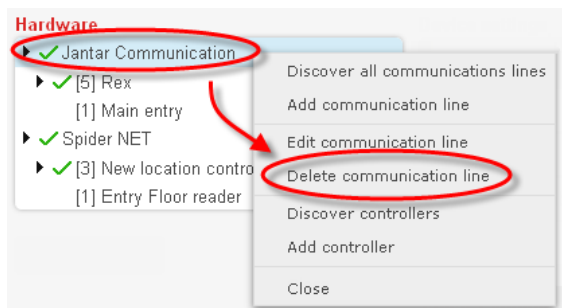 Hardware
Jantar Communication
[5] Rex
[1] Main entry
Spider NET
[3] New location contro
[1] Entry Floor reader
Discover all communications lines
Add communication line
Edit communication line
Delete communication line
Discover controllers
Add controller
Close